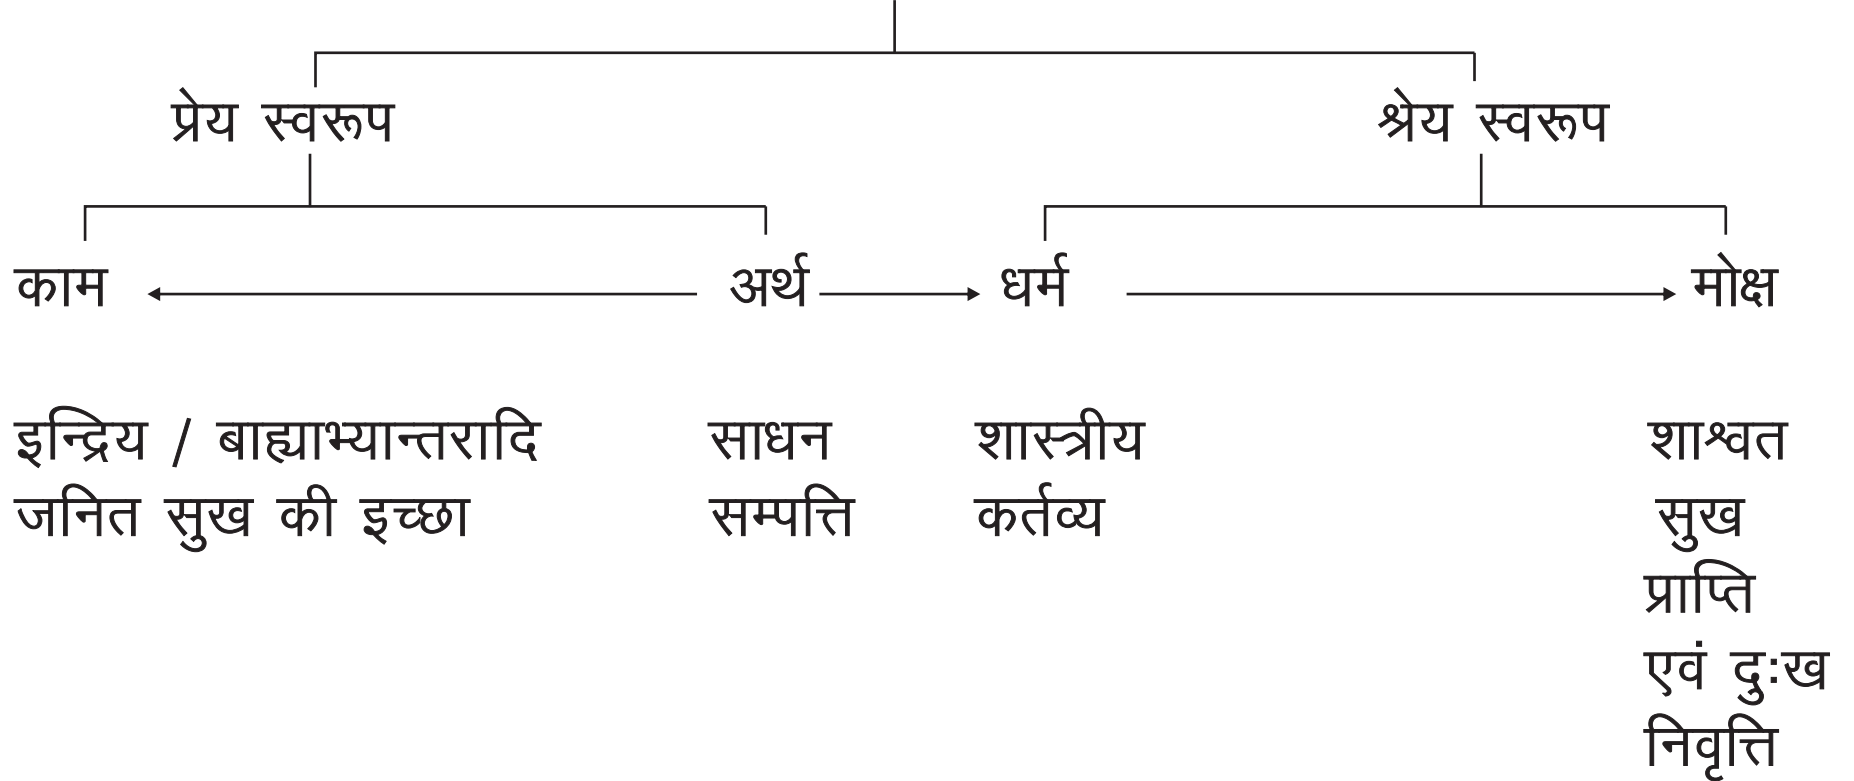 प्रेय स्वरूप श्रेय स्वरूप
काम अर्थ धर्म मोक्ष
इन्द्रिय / बाह्याभ्यान्तरादि
जनित सुख की इच्छा
साधन
सम्पत्ति
शास्त्रीय
कर्तव्य
शाश्वत
सुख
प्राप्ति
एवं दुःख
निवृत्ति